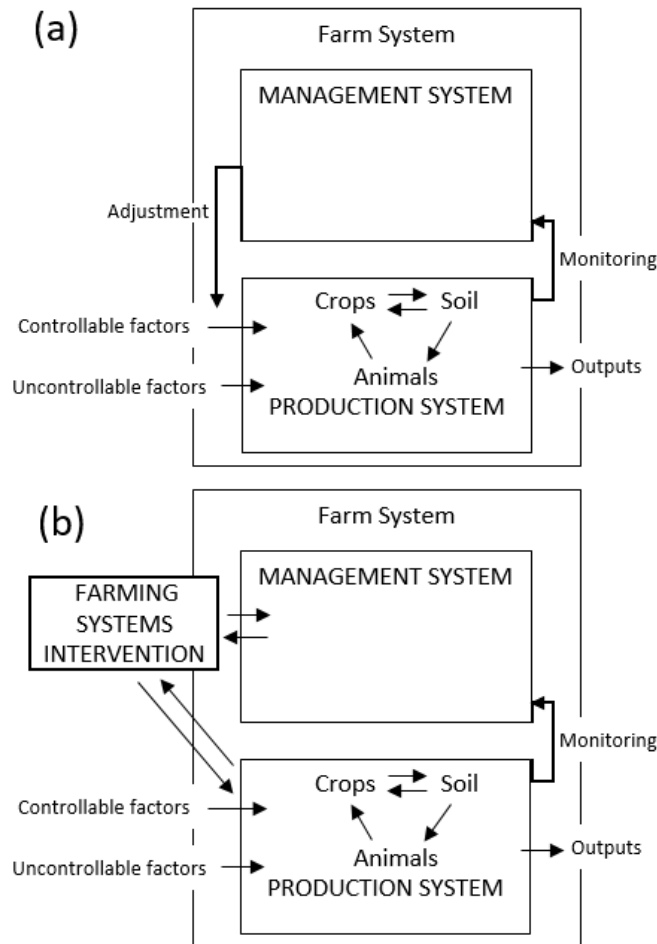 (a)
Farm System
MANAGEMENT SYSTEM
Adjustment
Monitoring
Crops Soil
Controllable factors
Animals
Outputs
Uncontrollable factors
PRODUCTION SYSTEM
(b)
Farm System
MANAGEMENT SYSTEM
FARMING
SYSTEMS
INTERVENTION
Monitoring
Crops Soil
Controllable factors
Animals
Outputs
Uncontrollable factors
PRODUCTION SYSTEM